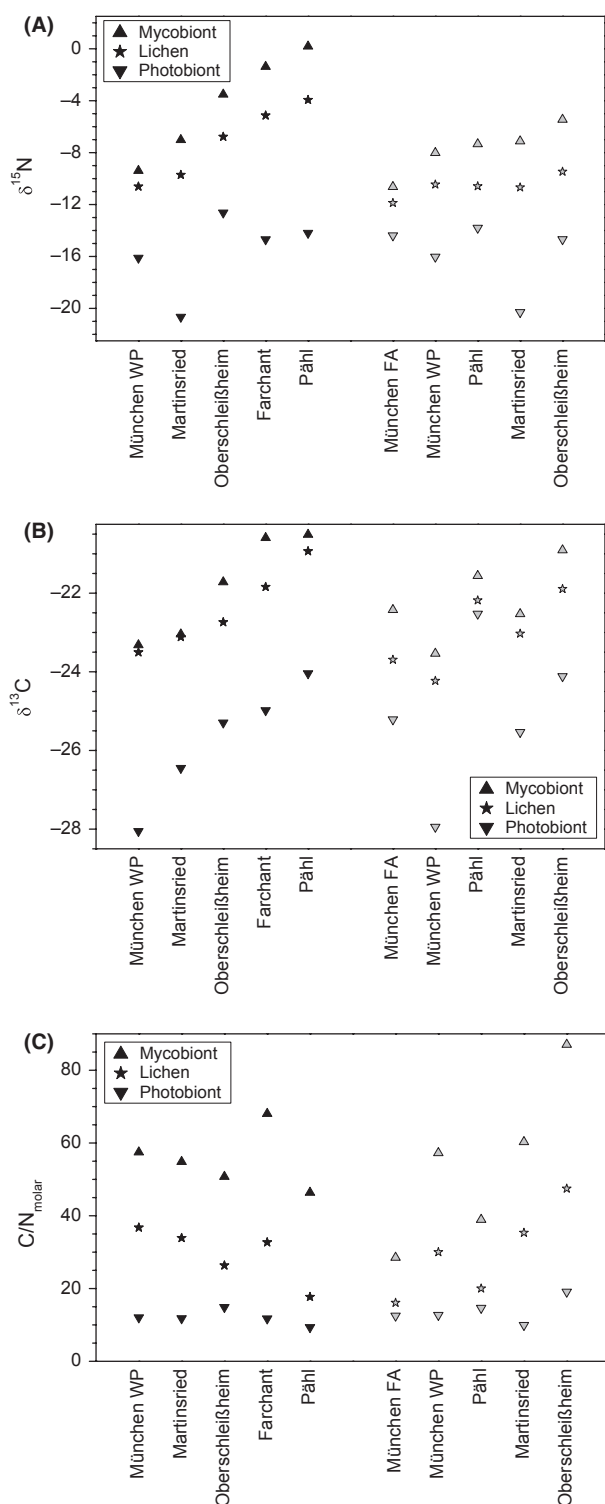 (A)
Mycobiont
Lichen
Photobiont
0
–4
–8
–12
–16
–20
δ¹⁵N
München WP
Martinsried
Oberschleißheim
Farchant
Pähl
München FA
München WP
Pähl
Martinsried
Oberschleißheim
(B)
–22
–24
–26
–28
δ¹³C
Mycobiont
Lichen
Photobiont
München WP
Martinsried
Oberschleißheim
Farchant
Pähl
München FA
München WP
Pähl
Martinsried
Oberschleißheim
(C)
Mycobiont
Lichen
Photobiont
80
60
40
20
0
C/Nmolar
München WP
Martinsried
Oberschleißheim
Farchant
Pähl
München FA
München WP
Pähl
Martinsried
Oberschleißheim